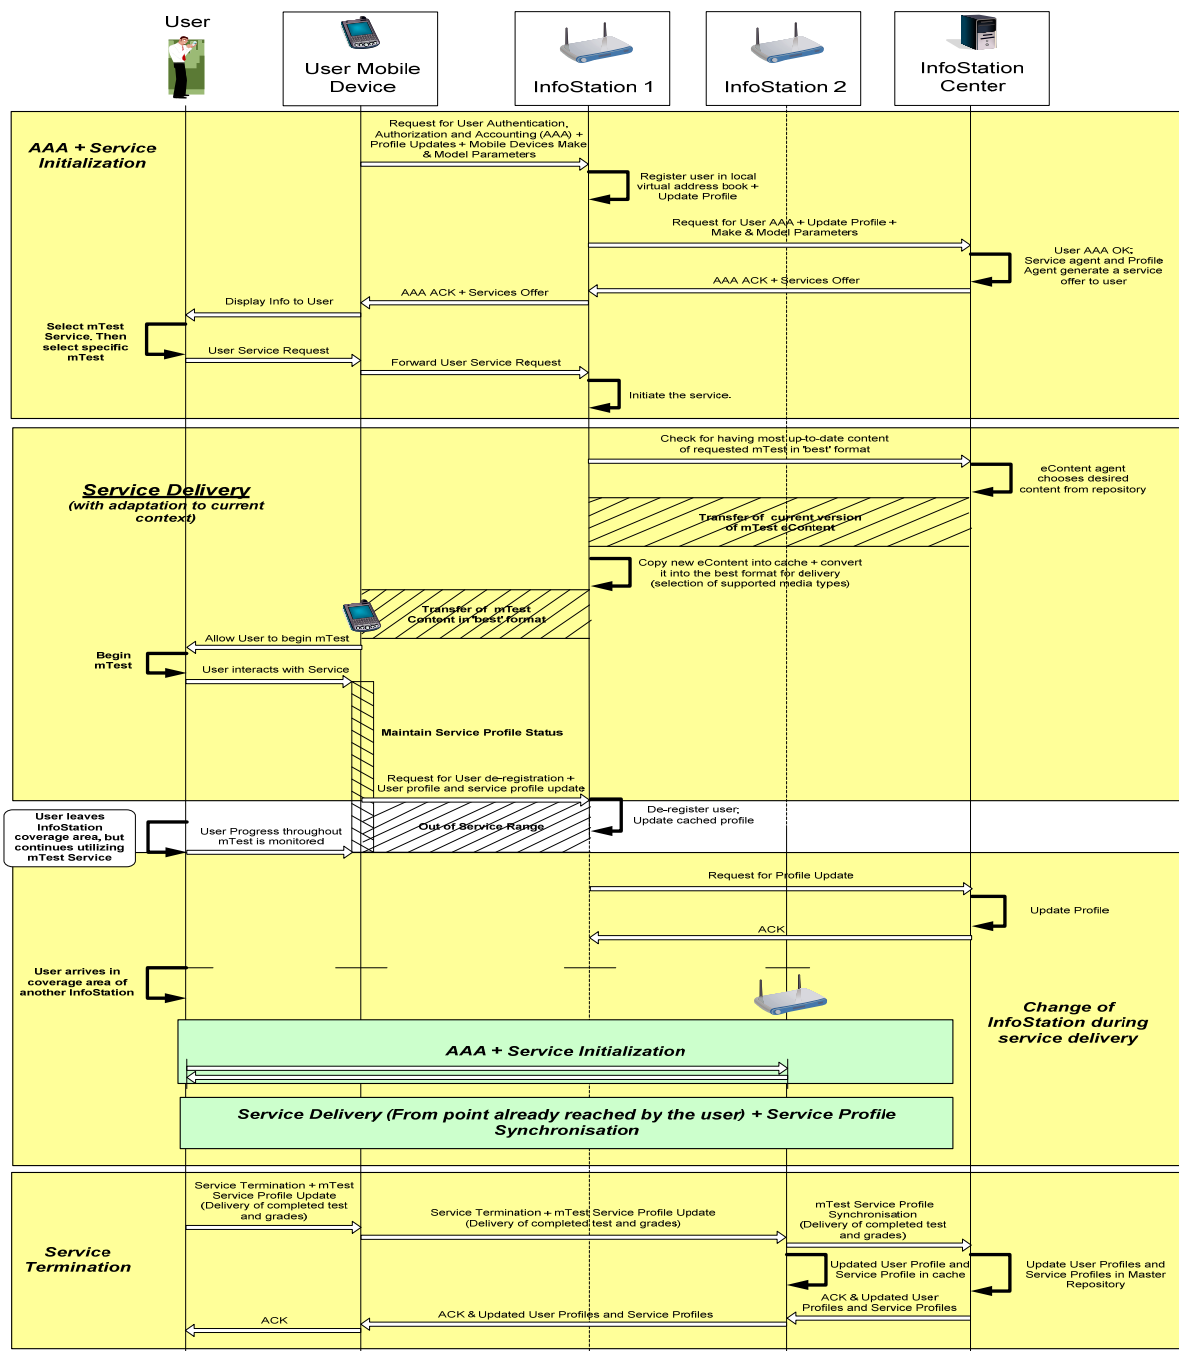 User
User Mobile
Device
InfoStation 1
InfoStation 2
InfoStation
Center
AAA + Service
Initialization
Request for User Authentication,
Authorization and Accounting (AAA) +
Profile Updates + Mobile Devices Make
& Model Parameters
Register user in local
virtual address book +
Update Profile
Request for User AAA + Update Profile +
Make & Model Parameters
User AAA OK:
Service agent and Profile
Agent generate a service
offer to user
AAA ACK + Services Offer
AAA ACK + Services Offer
Display Info to User
Select mTest
Service. Then
select specific
mTest
User Service Request
Forward User Service Request
Initiate the service.
Service Delivery
(with adaptation to current
context)
Check for having most up-to-date content
of requested mTest in 'best' format
eContent agent
chooses desired
content from repository
Transfer of current version
of mTest eContent
Copy new eContent into cache + convert
it into the best format for delivery
(selection of supported media types)
Transfer of mTest
Content in 'best' format
Allow User to begin mTest
Begin
mTest
User interacts with Service
Maintain Service Profile Status
Request for User de-registration +
User profile and service profile update
De-register user;
Update cached profile
User leaves
InfoStation
coverage area, but
continues utilizing
mTest Service
User Progress throughout
mTest is monitored
Out of Service Range
Request for Profile Update
Update Profile
ACK
User arrives in
coverage area of
another InfoStation
Change of
InfoStation during
service delivery
AAA + Service Initialization
Service Delivery (From point already reached by the user) + Service Profile
Synchronisation
Service
Termination
Service Termination + mTest
Service Profile Update
(Delivery of completed test
and grades)
Service Termination + mTest Service Profile Update
(Delivery of completed test and grades)
mTest Service Profile
Synchronisation
(Delivery of completed test
and grades)
Updated User Profile and
Service Profile in cache
Update User Profiles and
Service Profiles in Master
Repository
ACK & Updated User
Profiles and Service Profiles
ACK & Updated User Profiles and Service Profiles
ACK